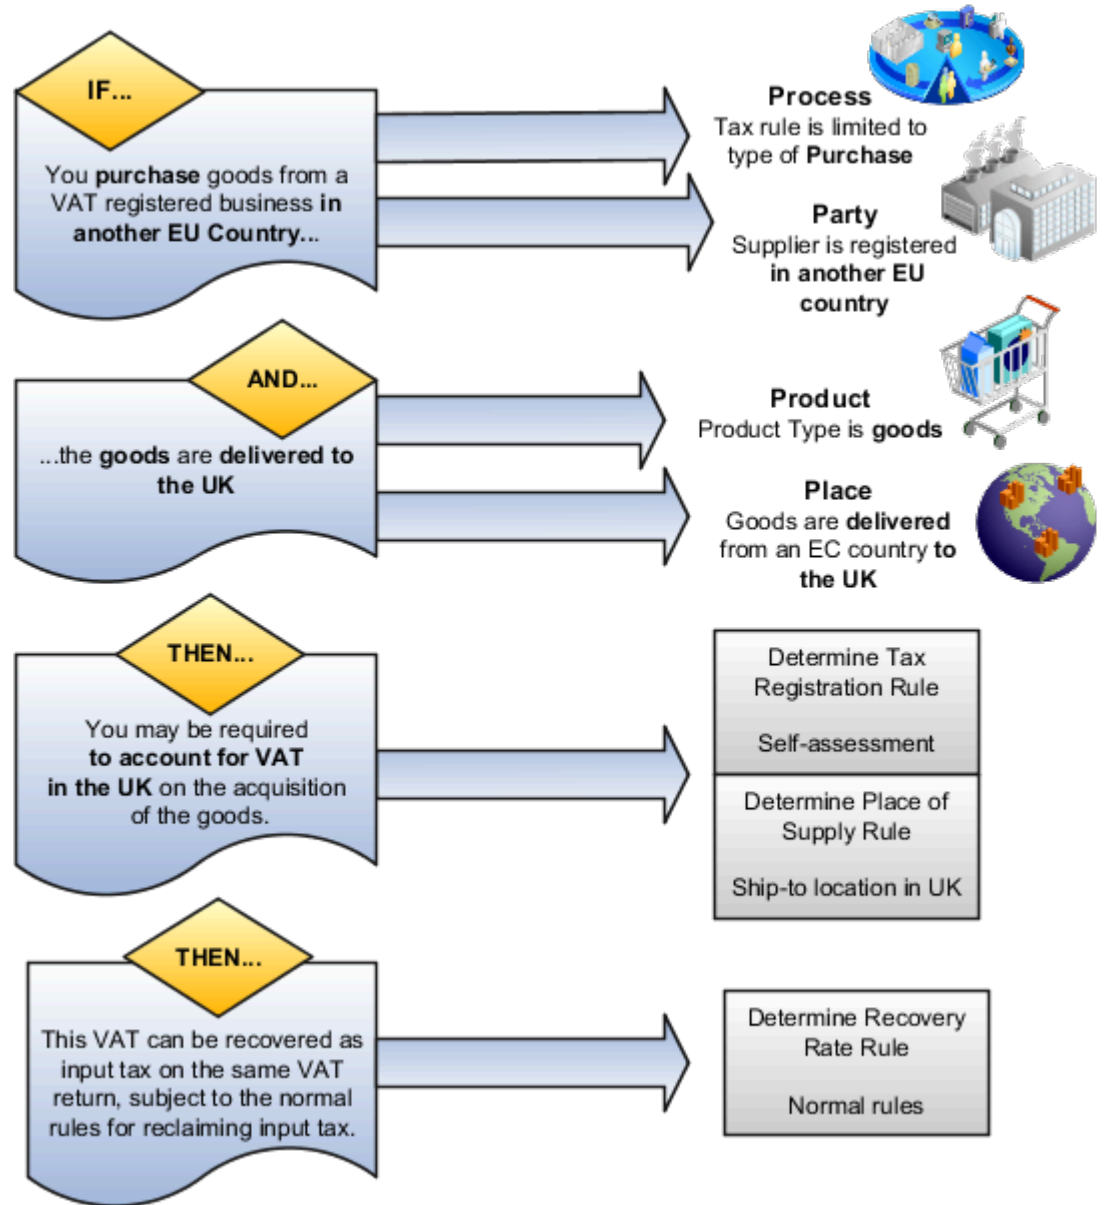 IF...
You purchase goods from a
VAT registered business in
another EU Country...
Process
Tax rule is limited to
type of Purchase
Party
Supplier is registered
in another EU
country
AND...
...the goods are delivered to
the UK
Product
Product Type is goods
Place
Goods are delivered
from an EC country to
the UK
THEN...
You may be required
to account for VAT
in the UK on the acquisition
of the goods.
Determine Tax
Registration Rule
Self-assessment
Determine Place of
Supply Rule
Ship-to location in UK
THEN...
This VAT can be recovered as
input tax on the same VAT
return, subject to the normal
rules for reclaiming input tax.
Determine Recovery
Rate Rule
Normal rules